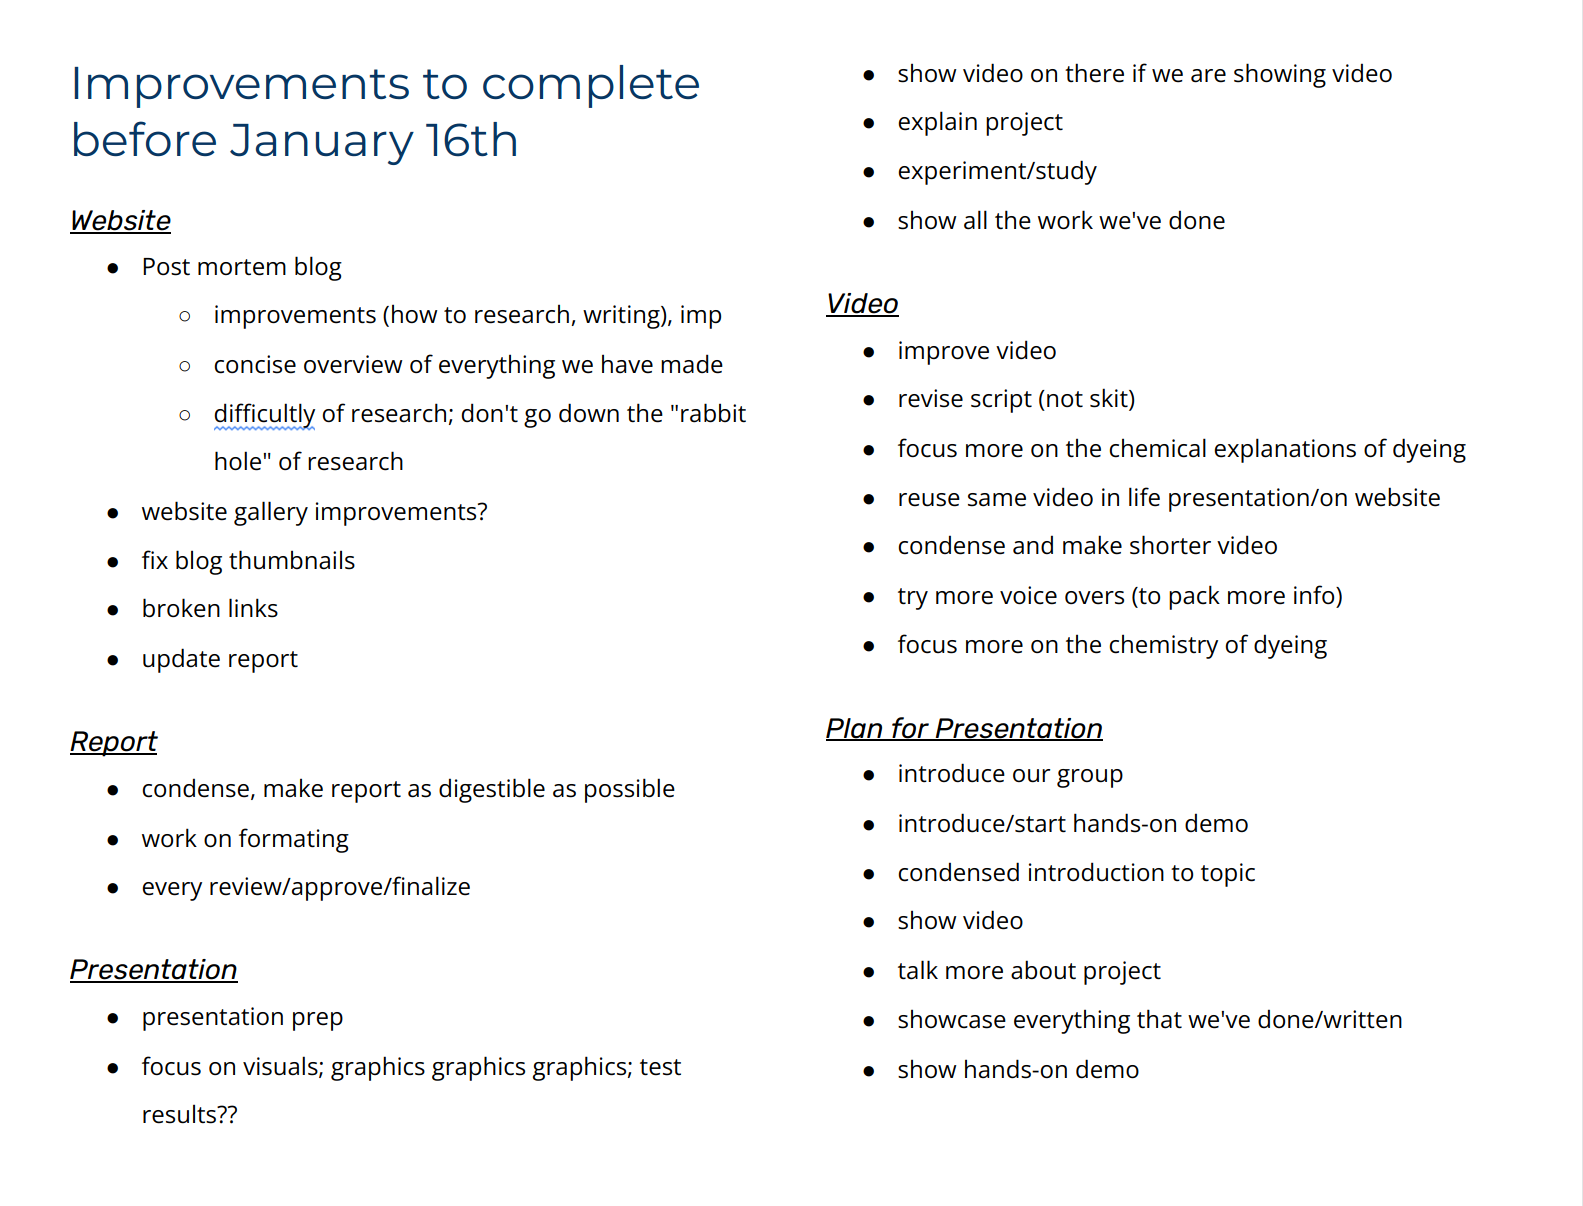 Improvements to complete
before January 16th
Website
● Post mortem blog
○ improvements (how to research, writing), imp
○ concise overview of everything we have made
○ difficultly of research; don't go down the "rabbit
hole" of research
● website gallery improvements?
● fix blog thumbnails
● broken links
● update report
Report
● condense, make report as digestible as possible
● work on formating
● every review/approve/finalize
Presentation
● presentation prep
● focus on visuals; graphics graphics graphics; test
results??
● show video on there if we are showing video
● explain project
● experiment/study
● show all the work we've done
Video
● improve video
● revise script (not skit)
● focus more on the chemical explanations of dyeing
● reuse same video in life presentation/on website
● condense and make shorter video
● try more voice overs (to pack more info)
● focus more on the chemistry of dyeing
Plan for Presentation
● introduce our group
● introduce/start hands-on demo
● condensed introduction to topic
● show video
● talk more about project
● showcase everything that we've done/written
● show hands-on demo